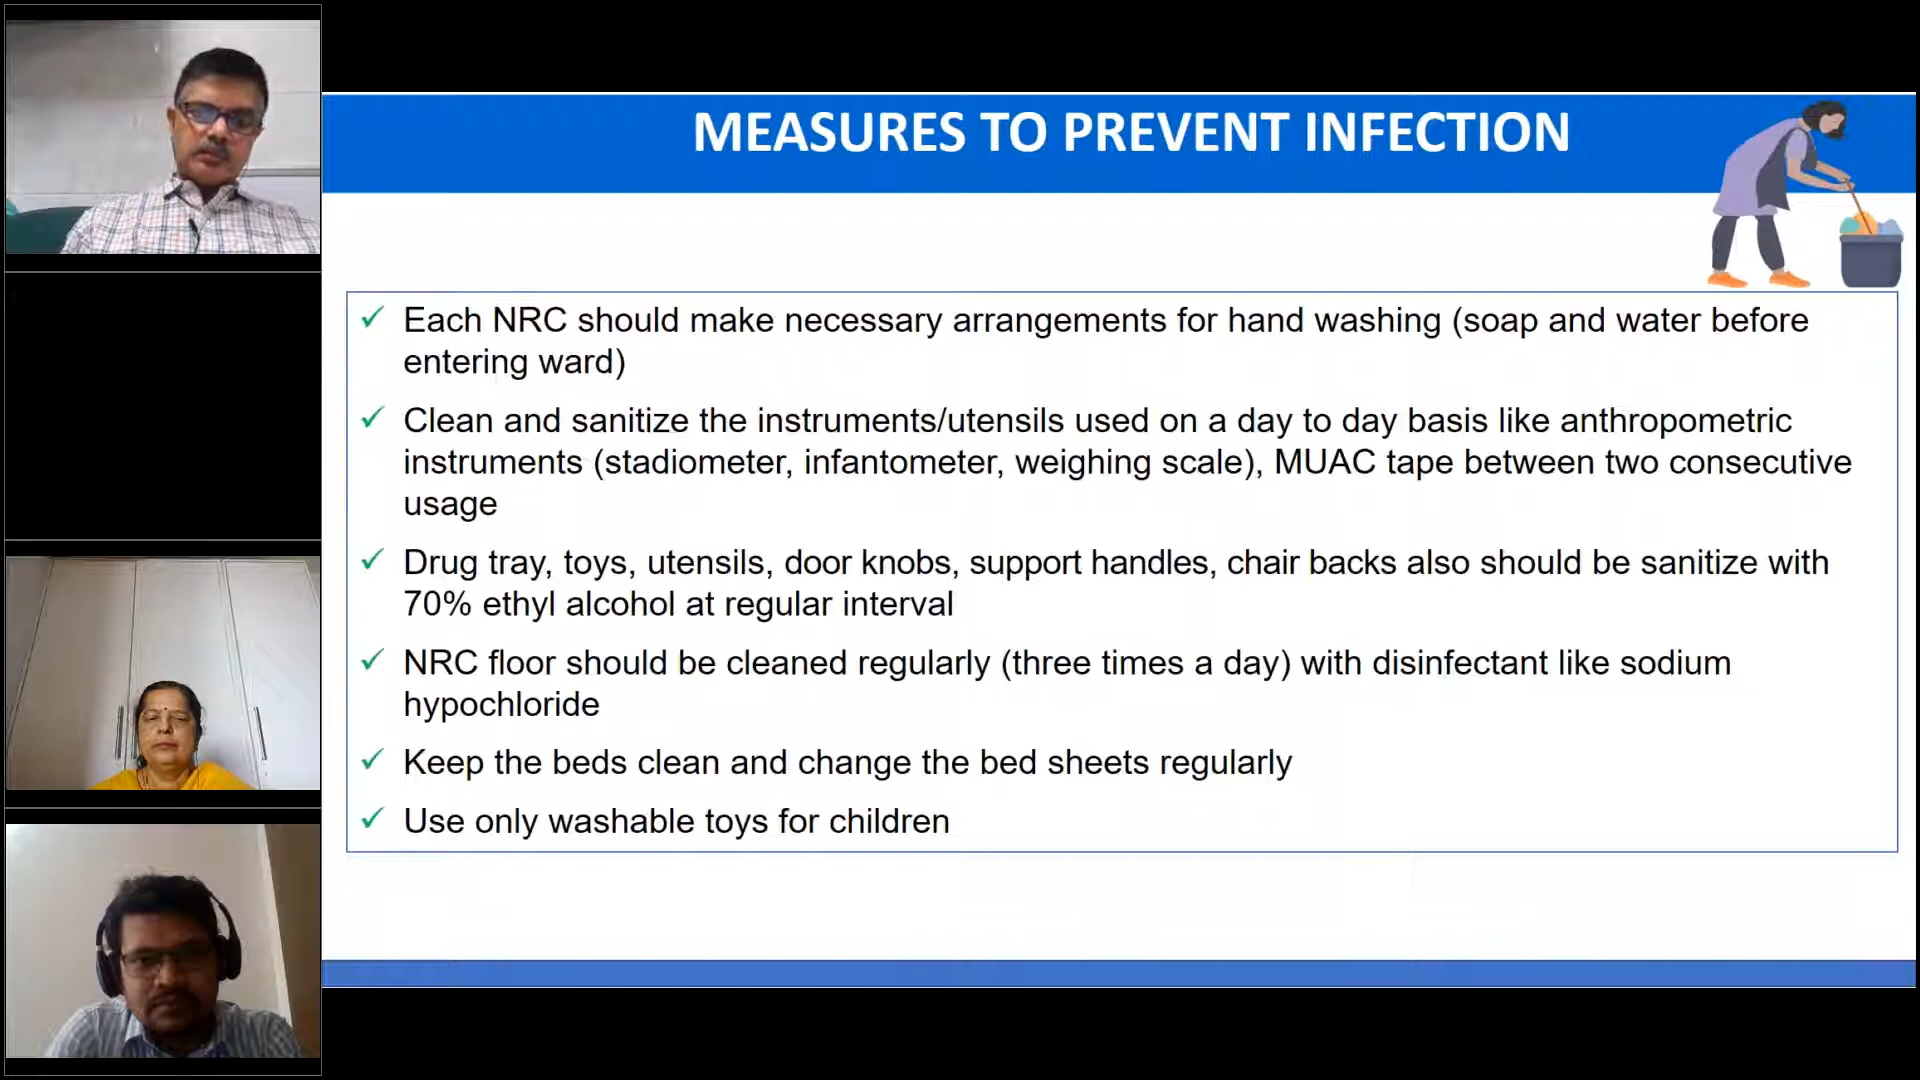 MEASURES TO PREVENT INFECTION
Each NRC should make necessary arrangements for hand washing (soap and water before
entering ward)
Clean and sanitize the instruments/utensils used on a day to day basis like anthropometric
instruments (stadiometer, infantometer, weighing scale), MUAC tape between two consecutive
usage
Drug tray, toys, utensils, door knobs, support handles, chair backs also should be sanitize with
70% ethyl alcohol at regular interval
NRC floor should be cleaned regularly (three times a day) with disinfectant like sodium
hypochloride
Keep the beds clean and change the bed sheets regularly
Use only washable toys for children